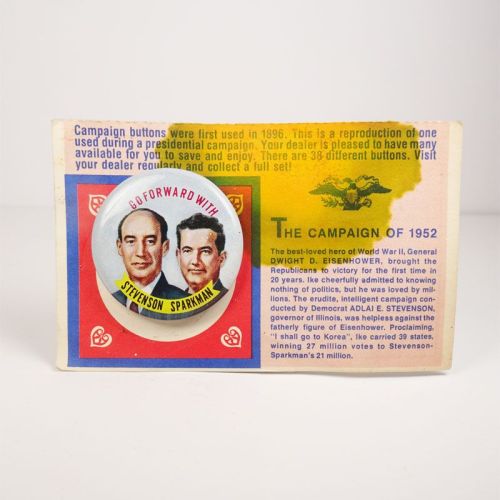 Campaign buttons were first used in 1896. This is a reproduction of one
used during a presidential campaign. Your dealer is pleased to have many
available for you to save and enjoy. There are 38 different buttons. Visit
your dealer regularly and collect a full set!
GO FORWARD WITH
STEVENSON SPARKMAN
THE CAMPAIGN OF 1952
The best-loved hero of World War II, General
DWIGHT D. EISENHOWER, brought the
Republicans to victory for the first time in
20 years. Ike cheerfully admitted to knowing
nothing of politics, but he was loved by mil-
lions. The erudite, intelligent campaign con-
ducted by Democrat ADLAI E. STEVENSON,
governor of Illinois, was helpless against the
fatherly figure of Eisenhower. Proclaiming,
"I shall go to Korea", Ike carried 39 states,
winning 27 million votes to Stevenson-
Sparkman's 21 million.